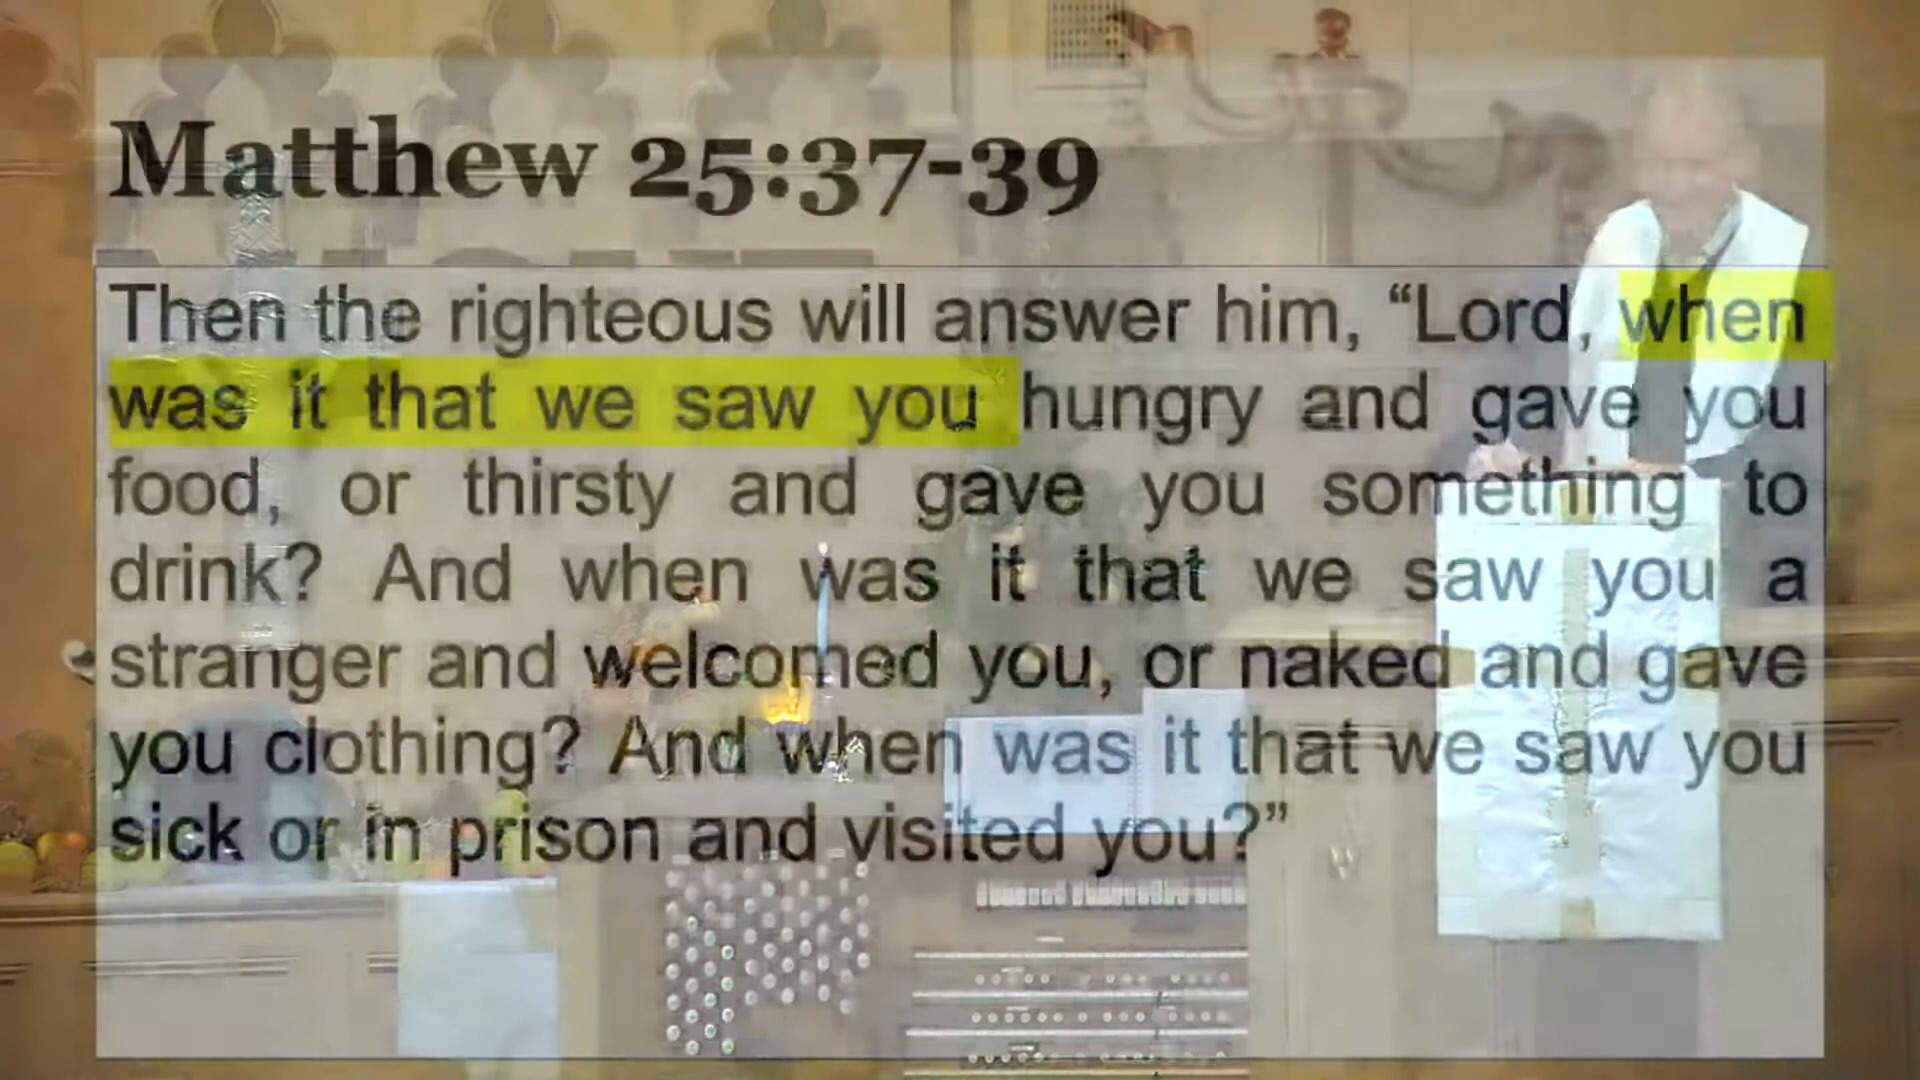 Matthew 25:37-39
Then the righteous will answer him, “Lord, when
was it that we saw you hungry and gave you
food, or thirsty and gave you something to
drink? And when was it that we saw you a
stranger and welcomed you, or naked and gave
you clothing? And when was it that we saw you
sick or in prison and visited you?”